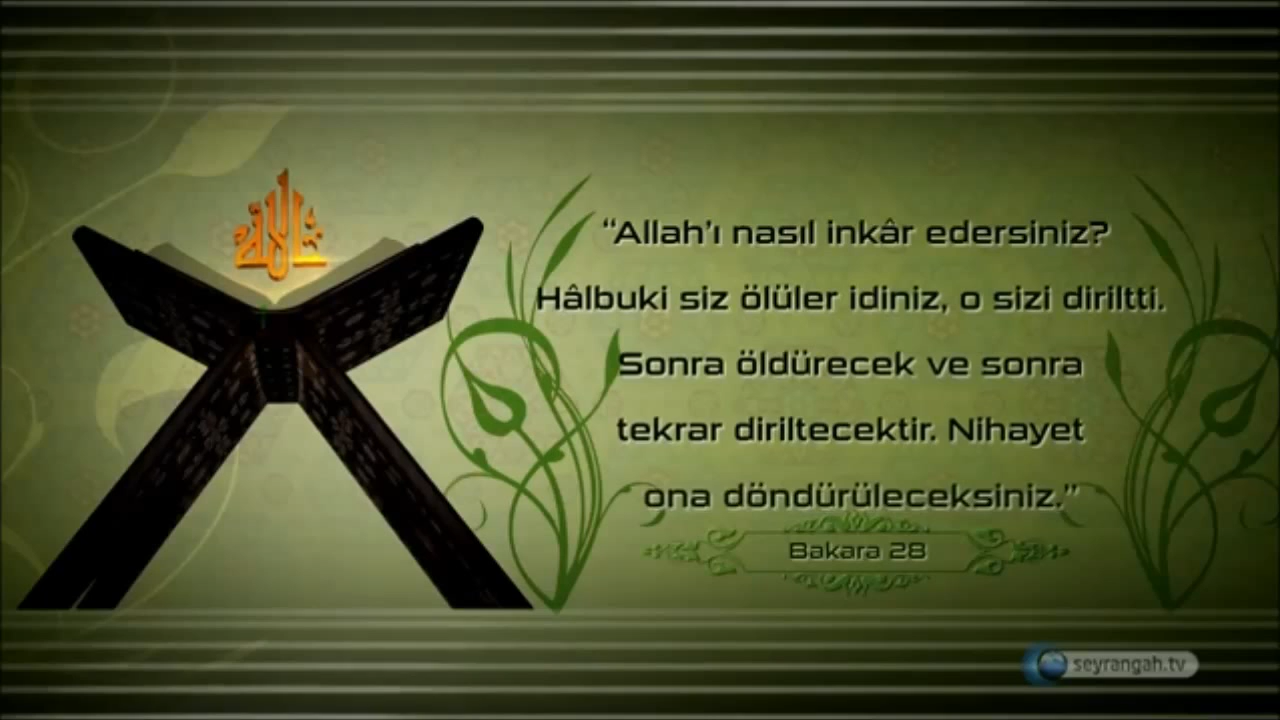 الله
“Allah’ı nasıl inkâr edersiniz?
Hâlbuki siz ölüler idiniz, o sizi diriltti.
Sonra öldürecek ve sonra
tekrar diriltecektir. Nihayet
ona döndürüleceksiniz.”
Bakara 28
seyrangah.tv